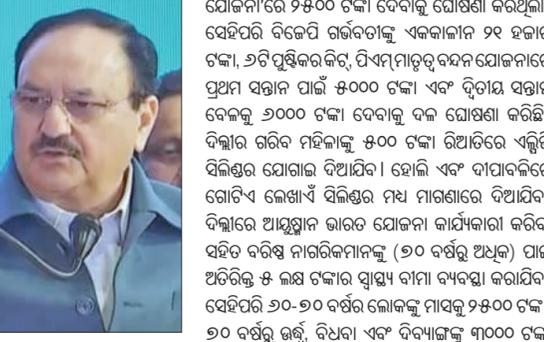 ଯୋଜନା'ରେ ୨୫୦୦ ଟଙ୍କା ଦେବାକୁ ଘୋଷଣା କରିଥିଲା
ସେହିପରି ବିଜେପି ଗର୍ଭବତୀଙ୍କୁ ଏକକାଳୀନ ୨୧ ହଜାର
ଟଙ୍କା, ୬ଟି ପୁଷ୍ଟିକର କିଟ୍, ପିଏମ୍ ମାତୃତ୍ୱ ବନ୍ଦନ ଯୋଜନାରେ
ପ୍ରଥମ ସନ୍ତାନ ପାଇଁ ୫୦୦୦ ଟଙ୍କା ଏବଂ ଦ୍ୱିତୀୟ ସନ୍ତାନ
ବେଳକୁ ୬୦୦୦ ଟଙ୍କା ଦେବାକୁ ଦଳ ଘୋଷଣା କରିଛି
ଦିଲ୍ଲୀର ଗରିବ ମହିଳାଙ୍କୁ ୫୦୦ ଟଙ୍କା ରିଆତିରେ ଏଲ୍ପିଜି
ସିଲିଣ୍ଡର ଯୋଗାଇ ଦିଆଯିବ। ହୋଲି ଏବଂ ଦୀପାବଳିରେ
ଗୋଟିଏ ଲେଖାଏଁ ସିଲିଣ୍ଡର ମଧ୍ୟ ମାଗଣାରେ ଦିଆଯିବ
ଦିଲ୍ଲୀରେ ଆୟୁଷ୍ମାନ ଭାରତ ଯୋଜନା କାର୍ଯ୍ୟକାରୀ କରିବା
ସହିତ ବରିଷ୍ଠ ନାଗରିକମାନଙ୍କୁ (୭୦ ବର୍ଷରୁ ଅଧିକ) ପାଇଁ
ଅତିରିକ୍ତ ୫ ଲକ୍ଷ ଟଙ୍କାର ସ୍ୱାସ୍ଥ୍ୟ ବୀମା ବ୍ୟବସ୍ଥା କରାଯିବ
ସେହିପରି ୬୦-୭୦ ବର୍ଷର ଲୋକଙ୍କୁ ମାସକୁ ୨୫୦୦ ଟଙ୍କା
୭୦ ବର୍ଷରୁ ଊର୍ଦ୍ଧ୍ୱ, ବିଧବା ଏବଂ ଦିବ୍ୟାଙ୍ଗଙ୍କୁ ୩୦୦୦ ଟଙ୍କା